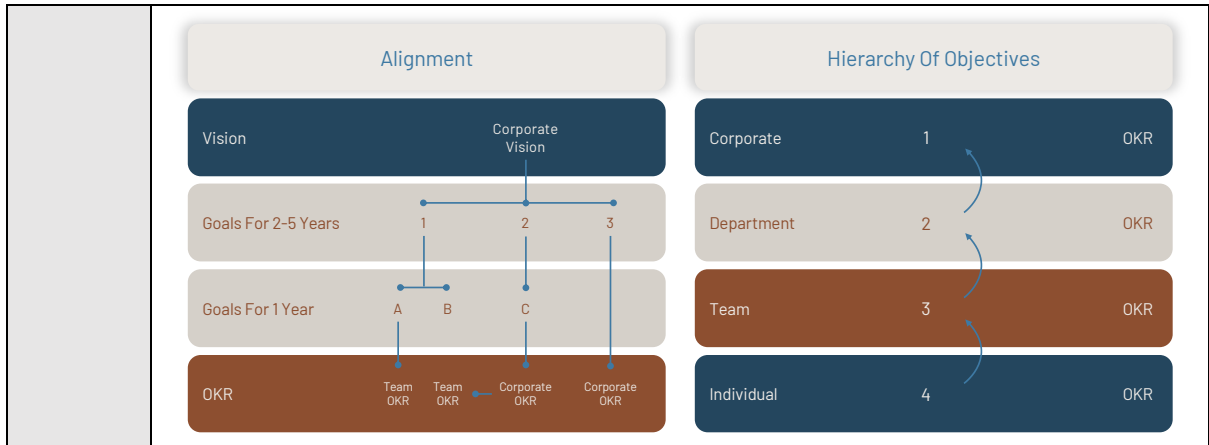 Alignment
Vision
Corporate
Vision
Goals For 2-5 Years
1
2
3
Goals For 1 Year
A
B
C
OKR
Team
OKR
Team
OKR
Corporate
OKR
Corporate
OKR
Hierarchy Of Objectives
Corporate
1
OKR
Department
2
OKR
Team
3
OKR
Individual
4
OKR